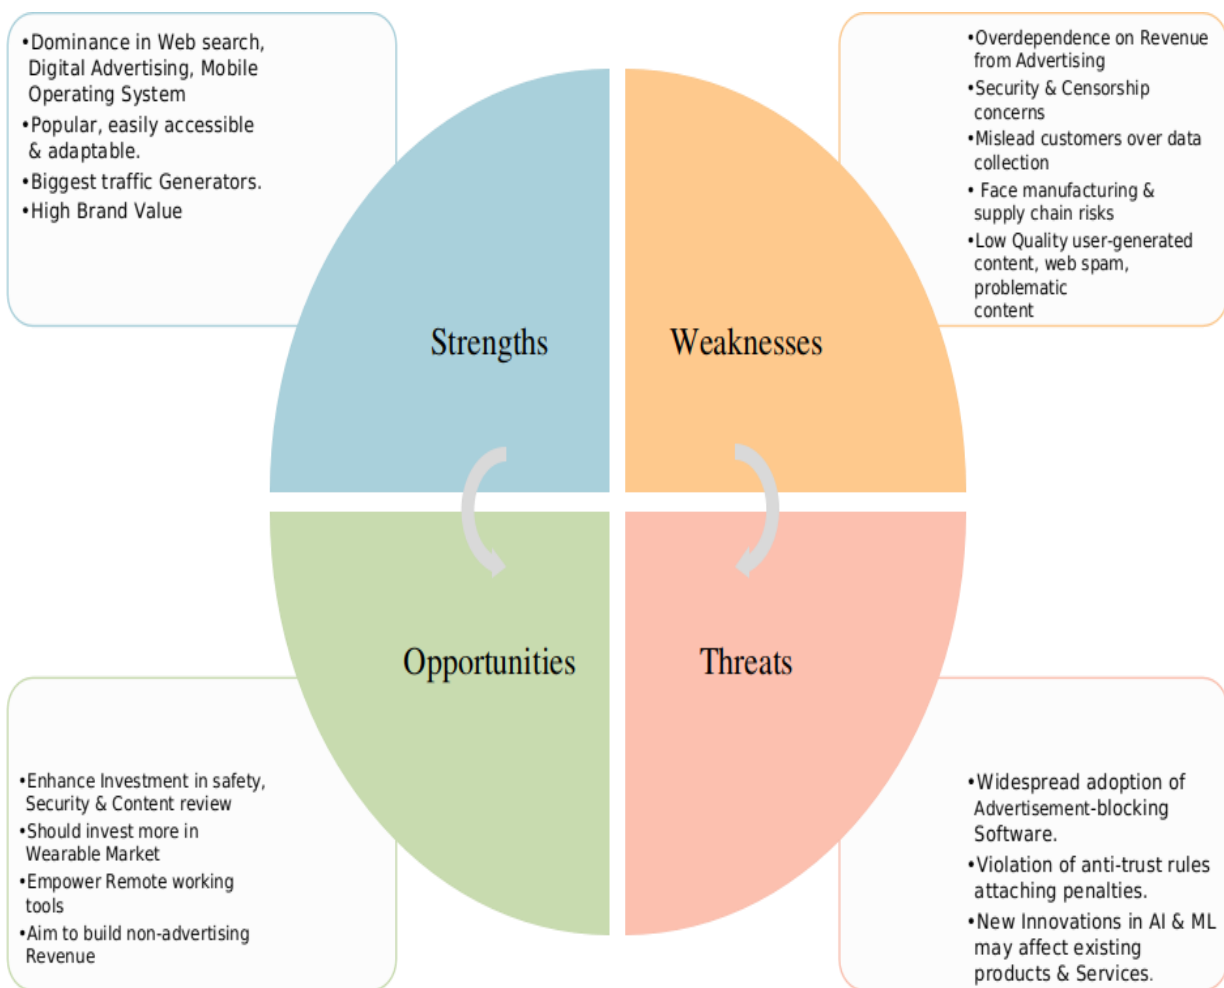 •Dominance in Web search,
Digital Advertising, Mobile
Operating System
•Popular, easily accessible
& adaptable.
•Biggest traffic Generators.
•High Brand Value
•Overdependence on Revenue
from Advertising
•Security & Censorship
concerns
•Mislead customers over data
collection
• Face manufacturing &
supply chain risks
•Low Quality user-generated
content, web spam,
problematic
content
Strengths
Weaknesses
Opportunities
Threats
•Enhance Investment in safety,
Security & Content review
•Should invest more in
Wearable Market
•Empower Remote working
tools
•Aim to build non-advertising
Revenue
•Widespread adoption of
Advertisement-blocking
Software.
•Violation of anti-trust rules
attaching penalties.
•New Innovations in AI & ML
may affect existing
products & Services.